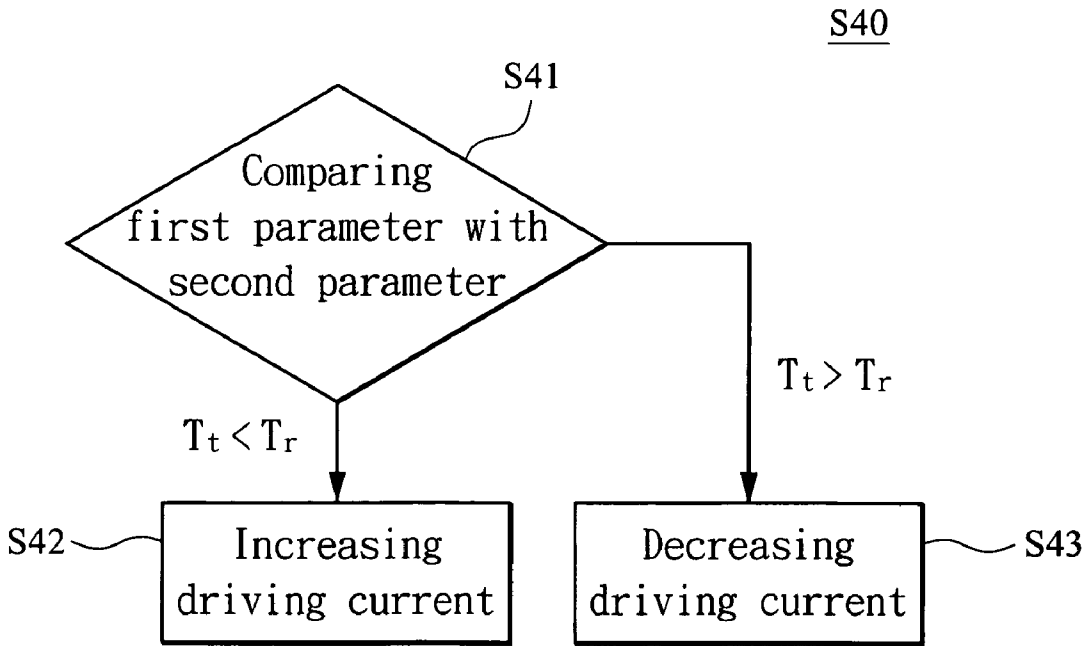 S40
S41
Comparing
first parameter with
second parameter
Tt > Tr
Tt < Tr
S42
Increasing
driving current
Decreasing
driving current
S43